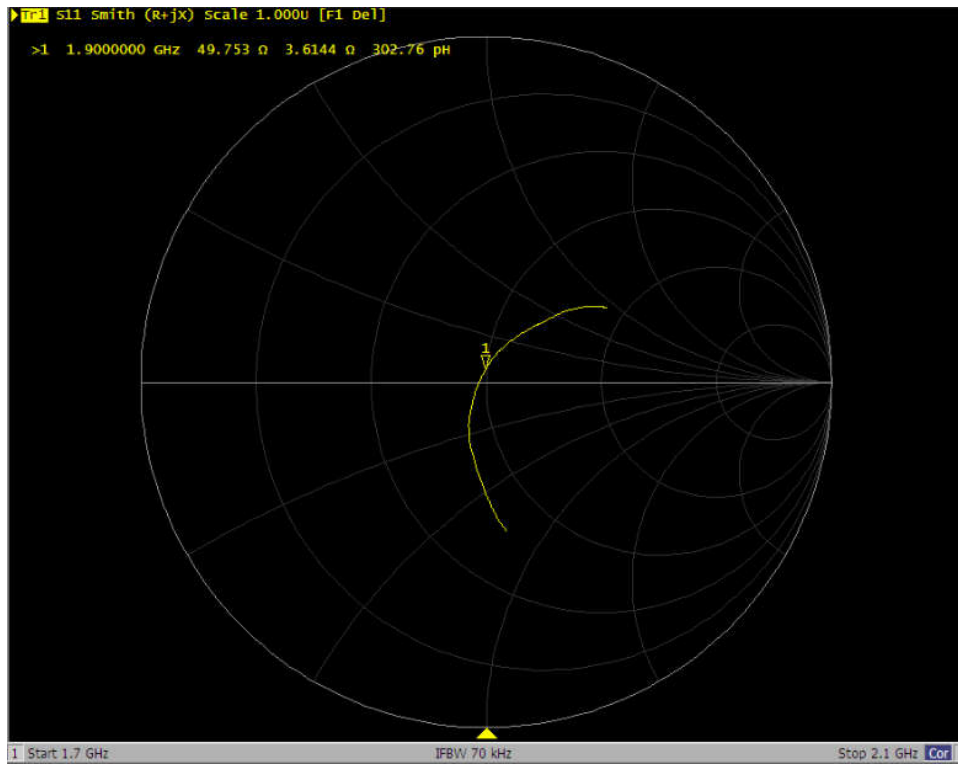 Tr1 S11 Smith (R+jX) Scale 1.000U [F1 Del]
>1 1.9000000 GHz 49.753 Ω 3.6144 Ω 302.76 pH
1
1 Start 1.7 GHz IFBW 70 kHz Stop 2.1 GHz Cor